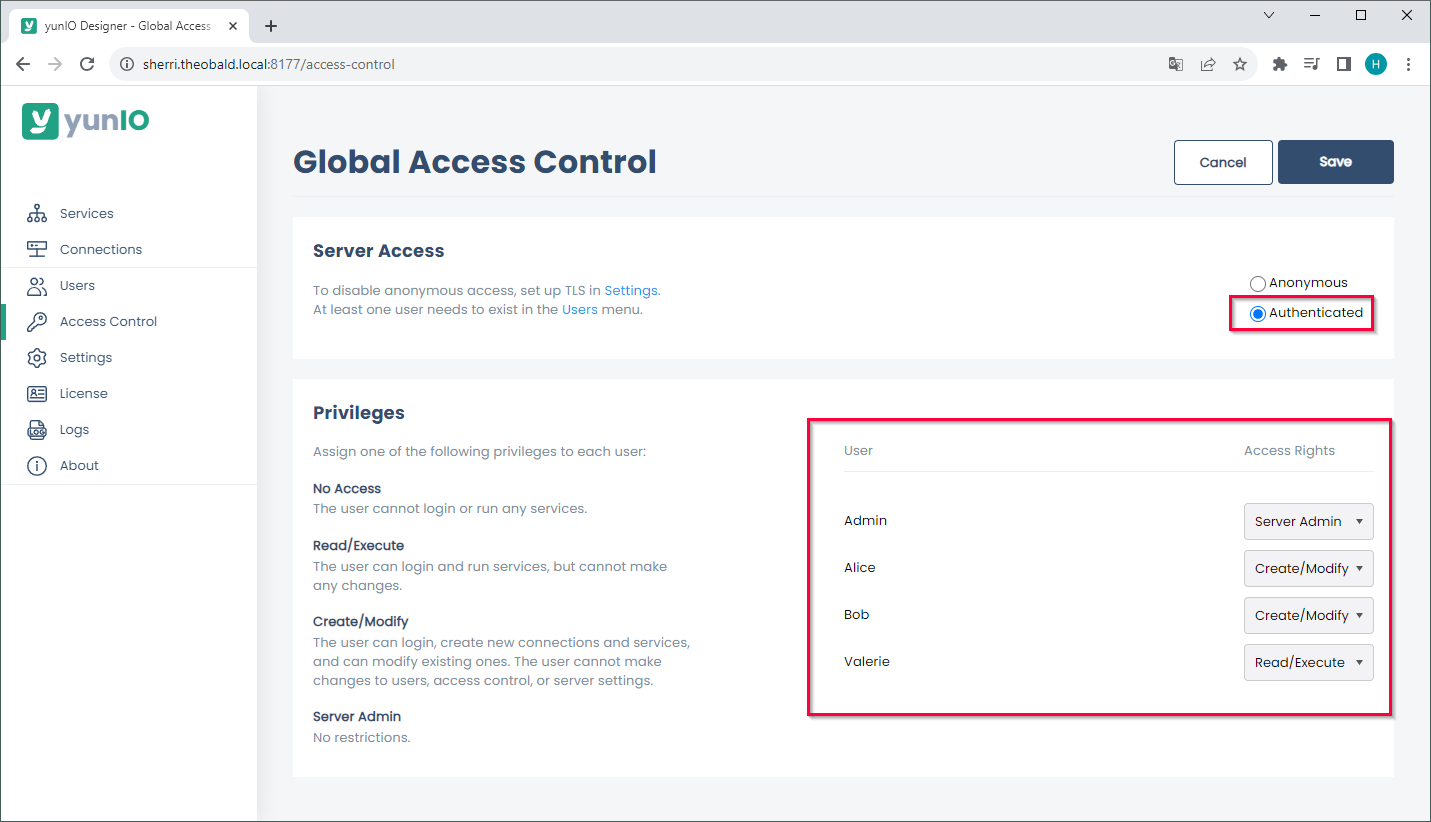 yunIO Designer - Global Access
sherri.theobald.local:8177/access-control
H
yunIO
Services
Connections
Users
Access Control
Settings
License
LOG
Logs
About
Global Access Control
Cancel
Save
Server Access
To disable anonymous access, set up TLS in Settings.
At least one user needs to exist in the Users menu.
Anonymous
Authenticated
Privileges
Assign one of the following privileges to each user:
No Access
The user cannot login or run any services.
Read/Execute
The user can login and run services, but cannot make
any changes.
Create/Modify
The user can login, create new connections and services,
and can modify existing ones. The user cannot make
changes to users, access control, or server settings.
Server Admin
No restrictions.
User Access Rights
Admin Server Admin
Alice Create/Modify
Bob Create/Modify
Valerie Read/Execute